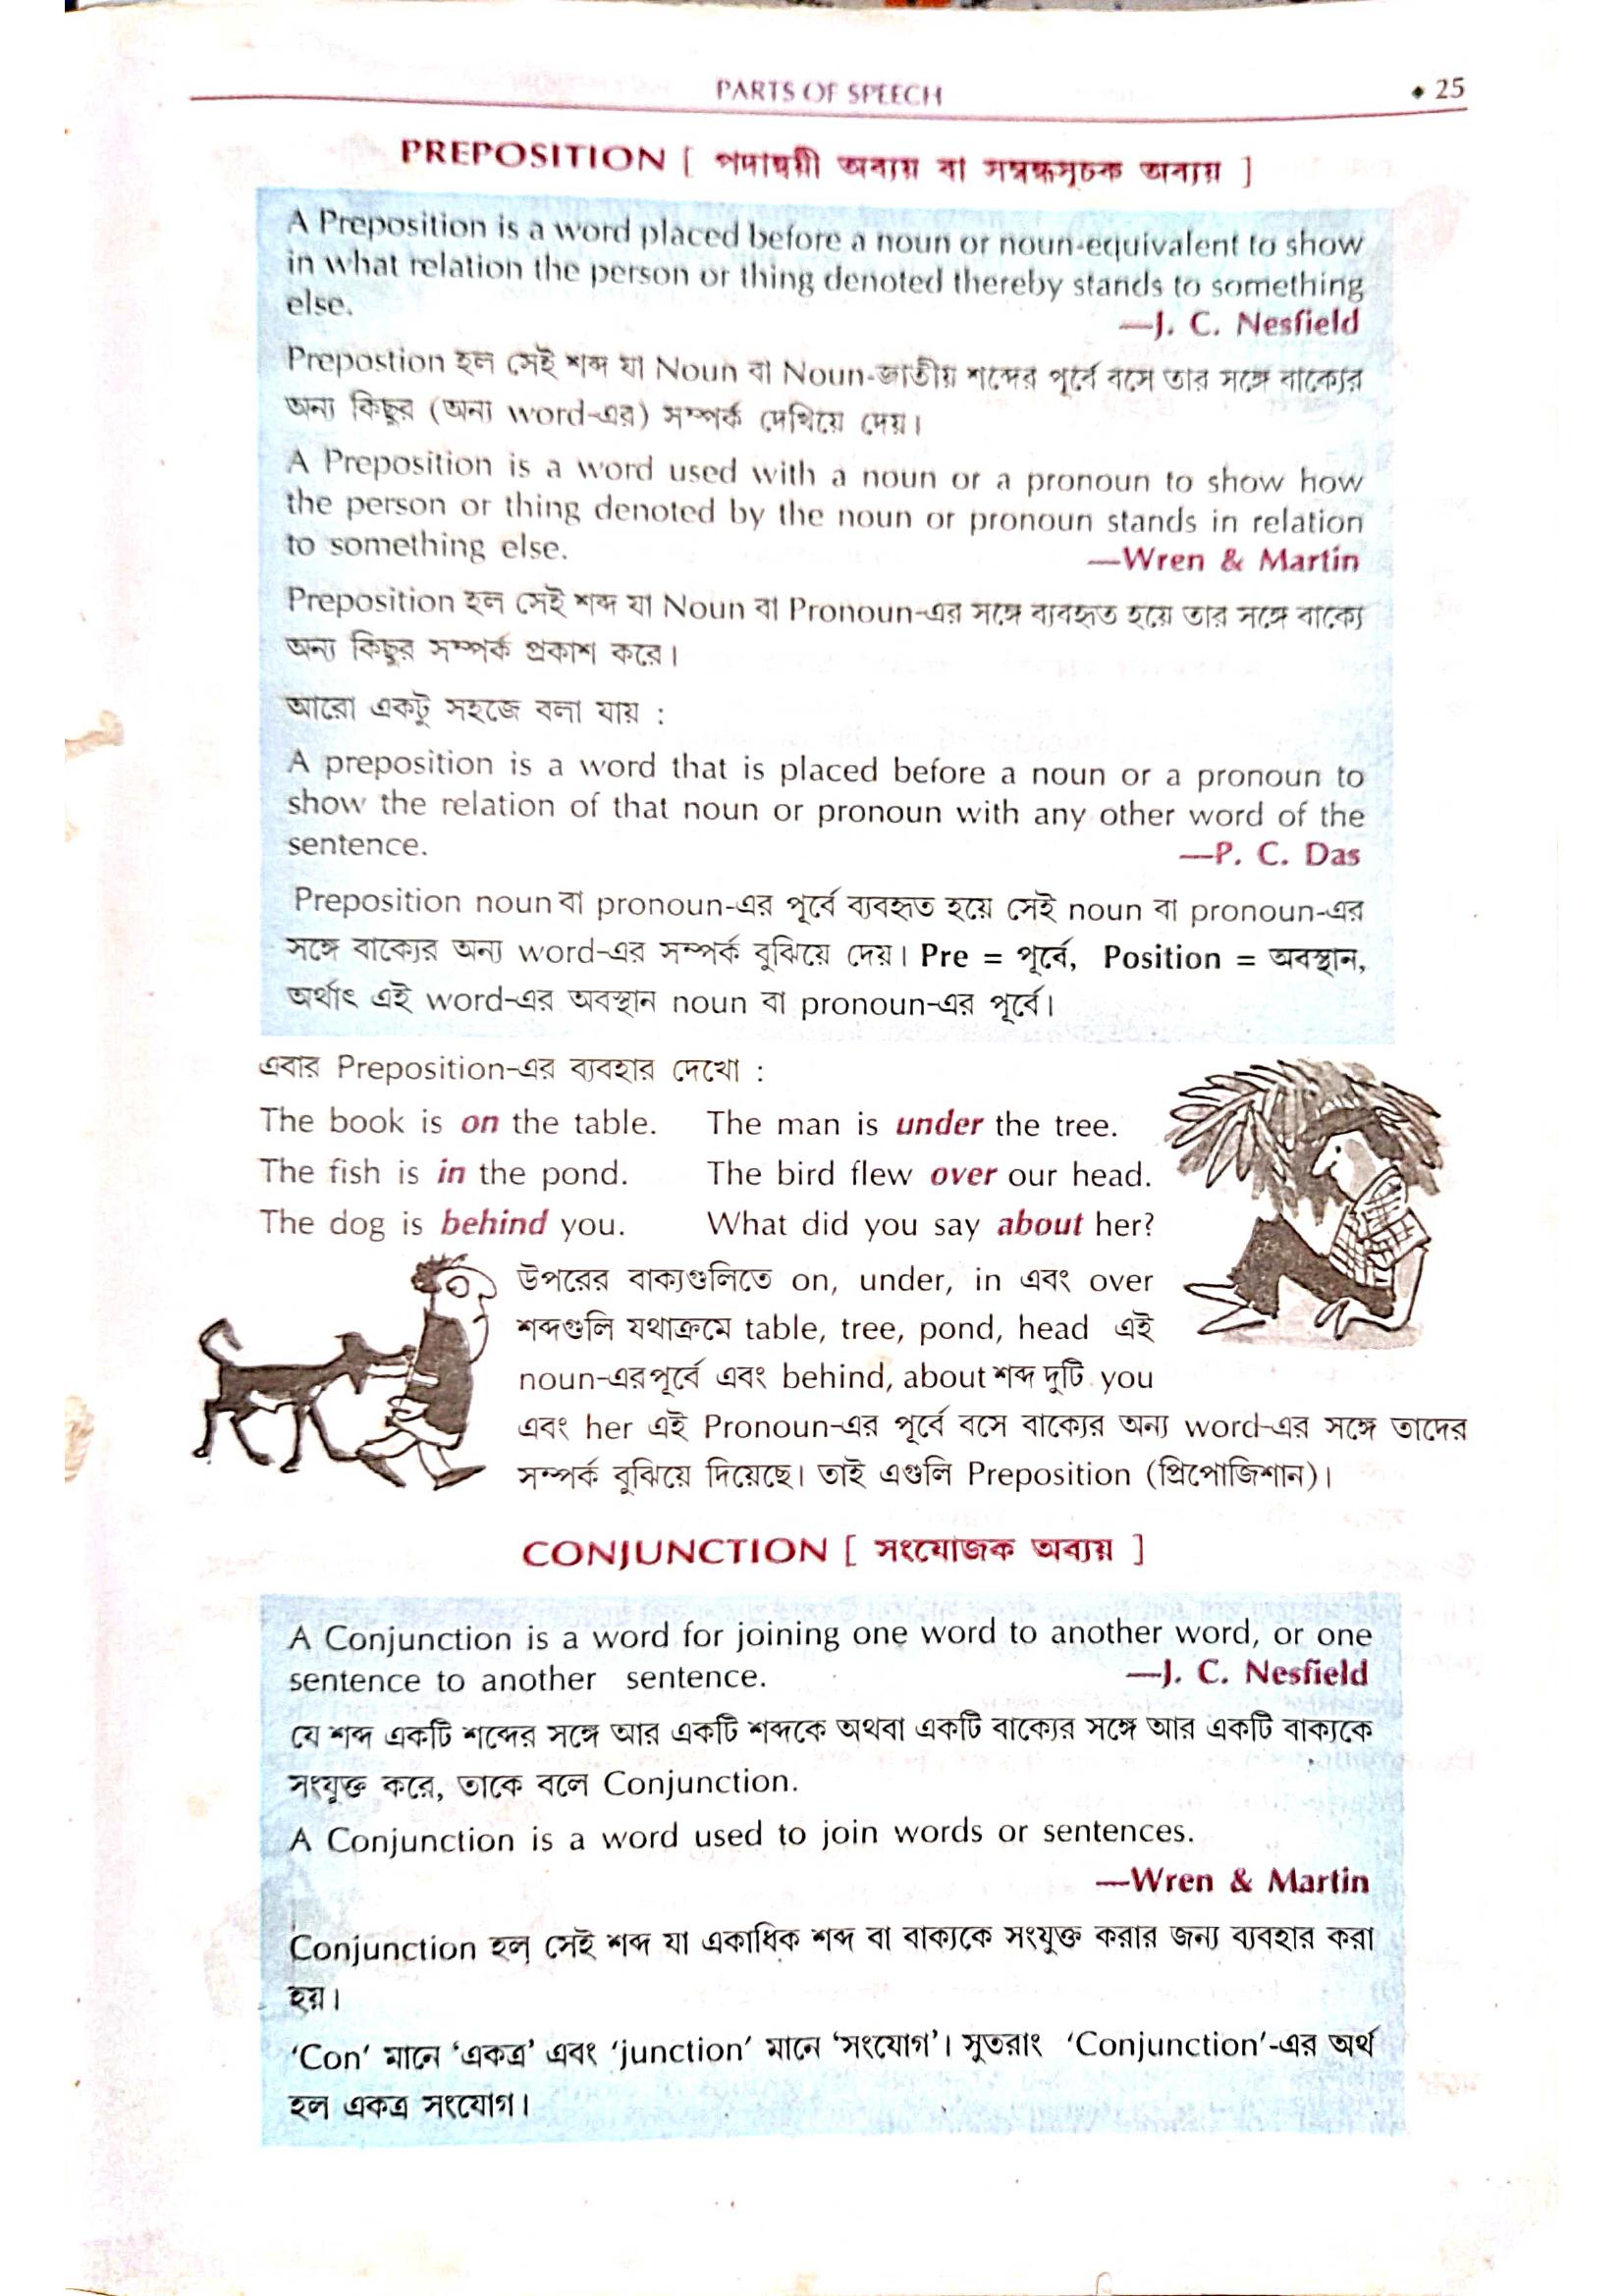 PARTS OF SPEECH
◆ 25
PREPOSITION [ পদান্বয়ী অব্যয় বা সম্বন্ধসূচক অব্যয় ]
A Preposition is a word placed before a noun or noun-equivalent to show
in what relation the person or thing denoted thereby stands to something
else.
—J. C. Nesfield
Prepostion হল সেই শব্দ যা Noun বা Noun-জাতীয় শব্দের পূর্বে বসে তার সঙ্গে বাক্যের
অন্য কিছুর (অন্য word-এর) সম্পর্ক দেখিয়ে দেয়।
A Preposition is a word used with a noun or a pronoun to show how
the person or thing denoted by the noun or pronoun stands in relation
to something else.
—Wren & Martin
Preposition হল সেই শব্দ যা Noun বা Pronoun-এর সঙ্গে ব্যবহৃত হয়ে তার সঙ্গে বাক্যে
অন্য কিছুর সম্পর্ক প্রকাশ করে।
আরো একটু সহজে বলা যায় :
A preposition is a word that is placed before a noun or a pronoun to
show the relation of that noun or pronoun with any other word of the
sentence.
—P. C. Das
Preposition noun বা pronoun-এর পূর্বে ব্যবহৃত হয়ে সেই noun বা pronoun-এর
সঙ্গে বাক্যের অন্য word-এর সম্পর্ক বুঝিয়ে দেয়। Pre = পূর্বে, Position = অবস্থান,
অর্থাৎ এই word-এর অবস্থান noun বা pronoun-এর পূর্বে।
এবার Preposition-এর ব্যবহার দেখো :
The book is on the table. The man is under the tree.
The fish is in the pond. The bird flew over our head.
The dog is behind you. What did you say about her?
উপরের বাক্যগুলিতে on, under, in এবং over
শব্দগুলি যথাক্রমে table, tree, pond, head এই
noun-এর পূর্বে এবং behind, about শব্দ দুটি you
এবং her এই Pronoun-এর পূর্বে বসে বাক্যের অন্য word-এর সঙ্গে তাদের
সম্পর্ক বুঝিয়ে দিয়েছে। তাই এগুলি Preposition (প্রিপোজিশান)।
CONJUNCTION [ সংযোজক অব্যয় ]
A Conjunction is a word for joining one word to another word, or one
sentence to another sentence.
—J. C. Nesfield
যে শব্দ একটি শব্দের সঙ্গে আর একটি শব্দকে অথবা একটি বাক্যের সঙ্গে আর একটি বাক্যকে
সংযুক্ত করে, তাকে বলে Conjunction.
A Conjunction is a word used to join words or sentences.
—Wren & Martin
Conjunction হল সেই শব্দ যা একাধিক শব্দ বা বাক্যকে সংযুক্ত করার জন্য ব্যবহার করা
হয়।
‘Con’ মানে ‘একত্র’ এবং ‘junction’ মানে ‘সংযোগ’। সুতরাং ‘Conjunction’-এর অর্থ
হল একত্র সংযোগ।